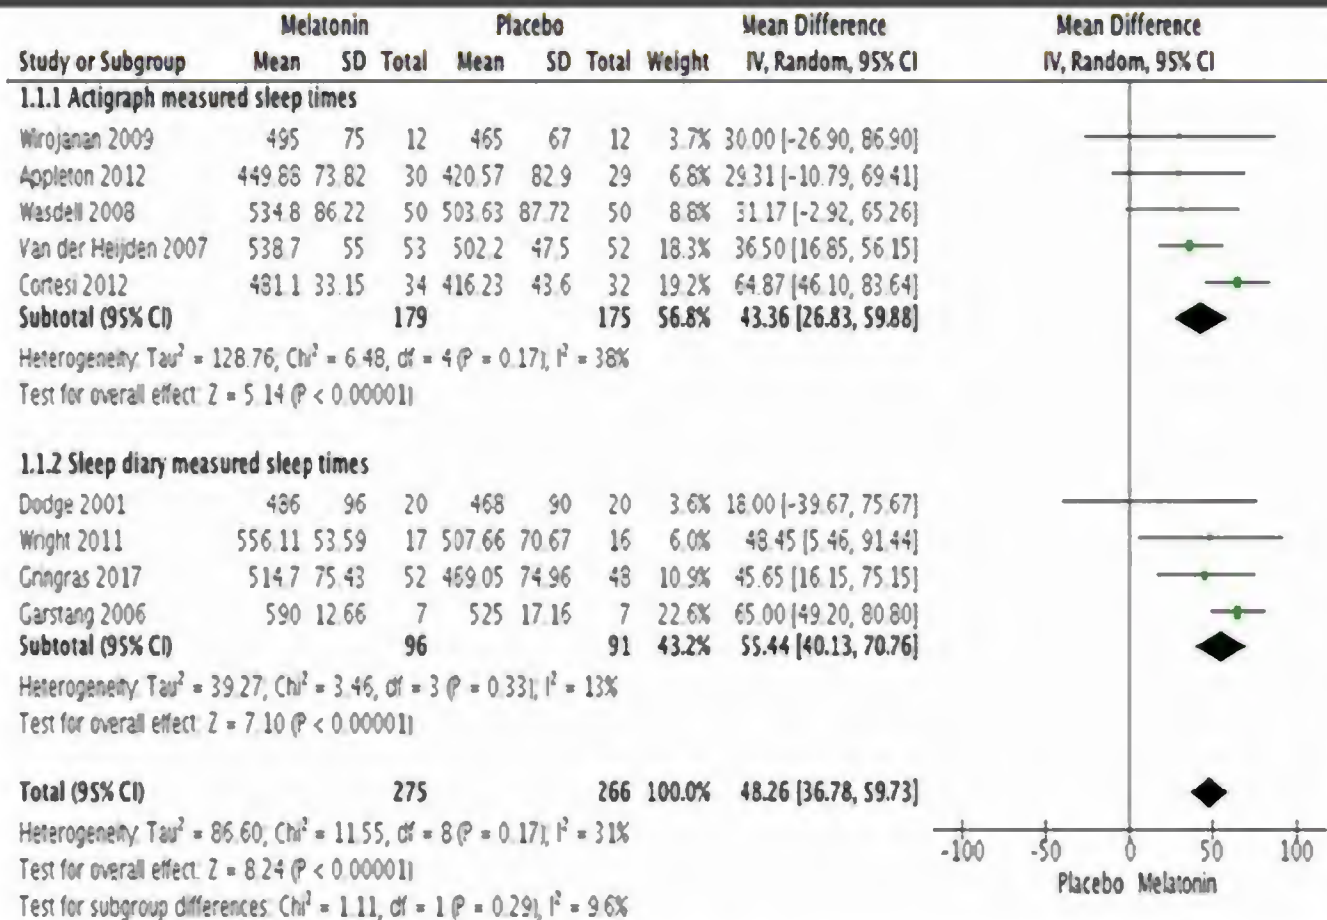 Melatonin Placebo Mean Difference Mean Difference
Study or Subgroup Mean SD Total Mean SD Total Weight IV, Random, 95% CI IV, Random, 95% CI
1.1.1 Actigraph measured sleep times
Wirojanan 2009 495 75 12 465 67 12 3.7% 30.00 [-26.90, 86.90]
Appleton 2012 449.88 73.82 30 420.57 82.9 29 6.8% 29.31 [-10.79, 69.41]
Wasdell 2008 534.8 86.22 50 503.63 87.72 50 8.8% 31.17 [-2.92, 65.26]
Van der Heijden 2007 538.7 55 53 502.2 47.5 52 18.3% 36.50 [16.85, 56.15]
Cortesi 2012 481.1 33.15 34 416.23 43.6 32 19.2% 64.87 [46.10, 83.64]
Subtotal (95% CI) 179 175 56.8% 43.36 [26.83, 59.88]
Heterogeneity: Tau² = 128.76; Chi² = 6.48, df = 4 (P = 0.17); I² = 38%
Test for overall effect: Z = 5.14 (P < 0.00001)
1.1.2 Sleep diary measured sleep times
Dodge 2001 486 96 20 468 90 20 3.6% 18.00 [-39.67, 75.67]
Wright 2011 556.11 53.59 17 507.66 70.67 16 6.0% 48.45 [5.46, 91.44]
Gringras 2017 514.7 75.43 52 469.05 74.96 48 10.9% 45.65 [16.15, 75.15]
Garstang 2006 590 12.66 7 525 17.16 7 22.6% 65.00 [49.20, 80.80]
Subtotal (95% CI) 96 91 43.2% 55.44 [40.13, 70.76]
Heterogeneity: Tau² = 39.27; Chi² = 3.46, df = 3 (P = 0.33); I² = 13%
Test for overall effect: Z = 7.10 (P < 0.00001)
Total (95% CI) 275 266 100.0% 48.26 [36.78, 59.73]
Heterogeneity: Tau² = 86.60; Chi² = 11.55, df = 8 (P = 0.17); I² = 31%
Test for overall effect: Z = 8.24 (P < 0.00001)
Test for subgroup differences: Chi² = 1.11, df = 1 (P = 0.29), I² = 9.6%
-100 -50 0 50 100
Placebo Melatonin